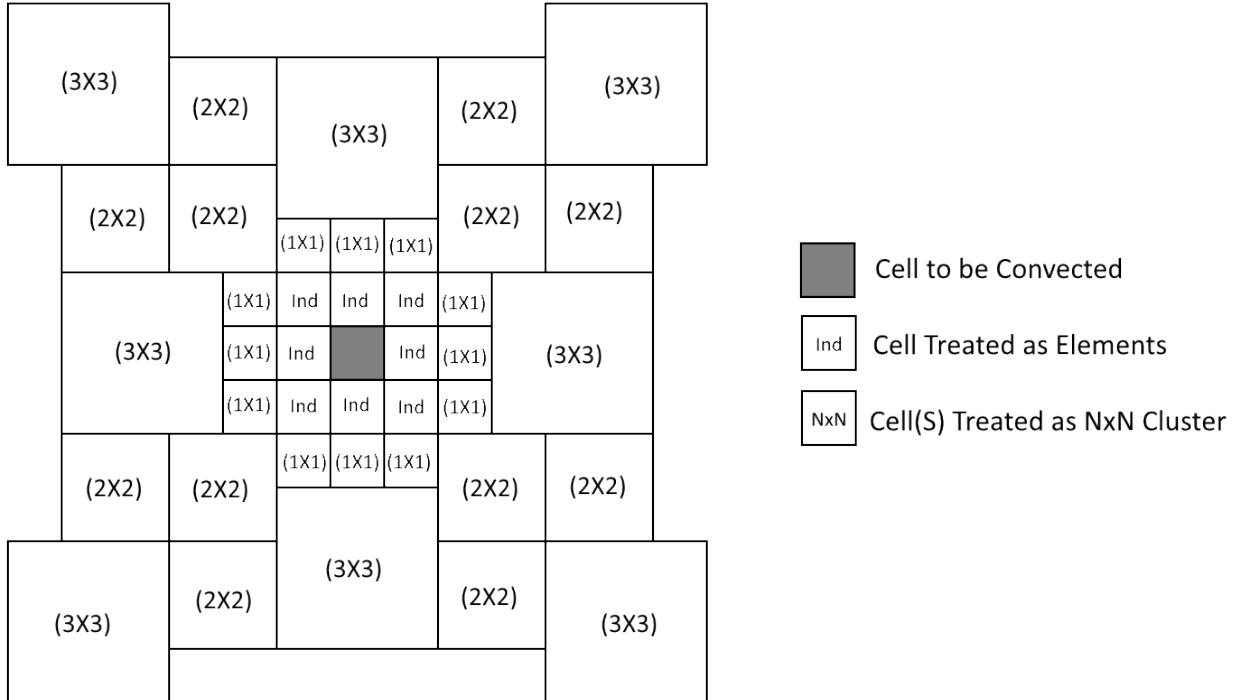 (3X3)
(3X3)
(2X2)
(2X2)
(3X3)
(2X2)
(2X2)
(2X2)
(2X2)
(1X1)
(1X1)
(1X1)
(1X1)
Ind
Ind
Ind
(1X1)
(3X3)
(1X1)
Ind
Ind
(1X1)
(3X3)
(1X1)
Ind
Ind
Ind
(1X1)
(1X1)
(1X1)
(1X1)
(2X2)
(2X2)
(2X2)
(2X2)
(3X3)
(2X2)
(2X2)
(3X3)
(3X3)
Cell to be Convected
Ind
Cell Treated as Elements
NxN
Cell(S) Treated as NxN Cluster